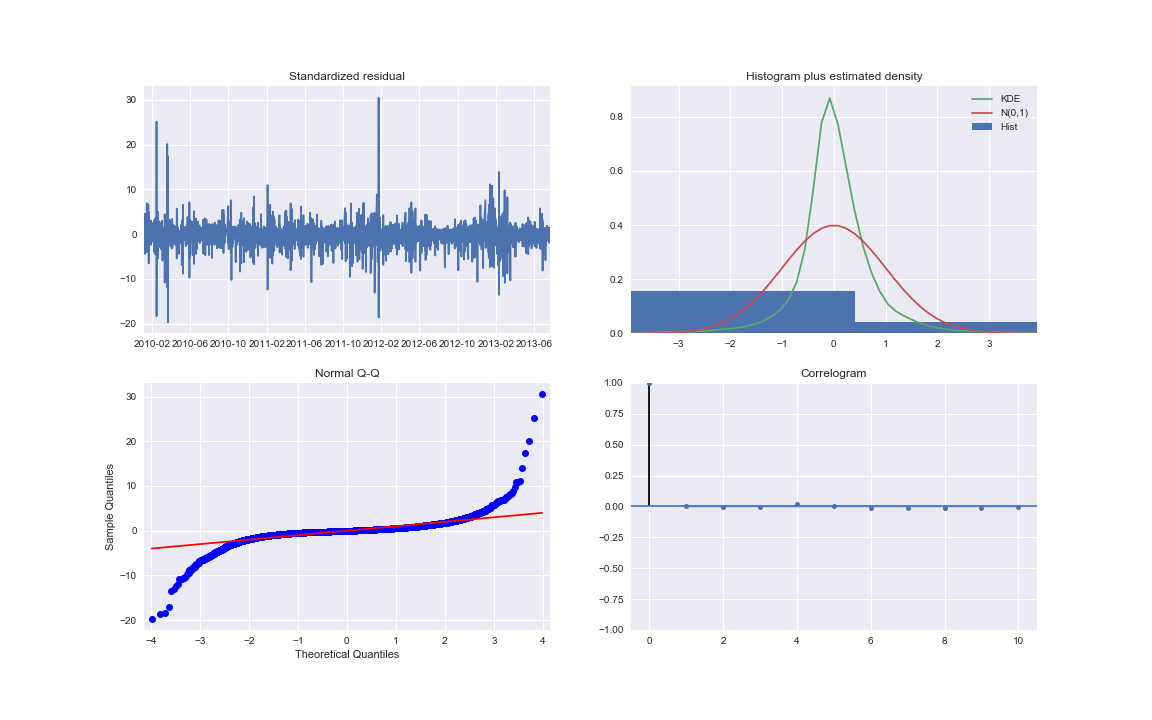 Standardized residual
30
20
10
0
−10
−20
2010-02 2010-06 2010-10 2011-02 2011-06 2011-10 2012-02 2012-06 2012-10 2013-02 2013-06
Histogram plus estimated density
KDE
N(0,1)
Hist
0.8
0.6
0.4
0.2
0.0
−3 −2 −1 0 1 2 3
Normal Q-Q
Sample Quantiles
30
20
10
0
−10
−20
−4 −3 −2 −1 0 1 2 3 4
Theoretical Quantiles
Correlogram
1.00
0.75
0.50
0.25
0.00
−0.25
−0.50
−0.75
−1.00
0 2 4 6 8 10